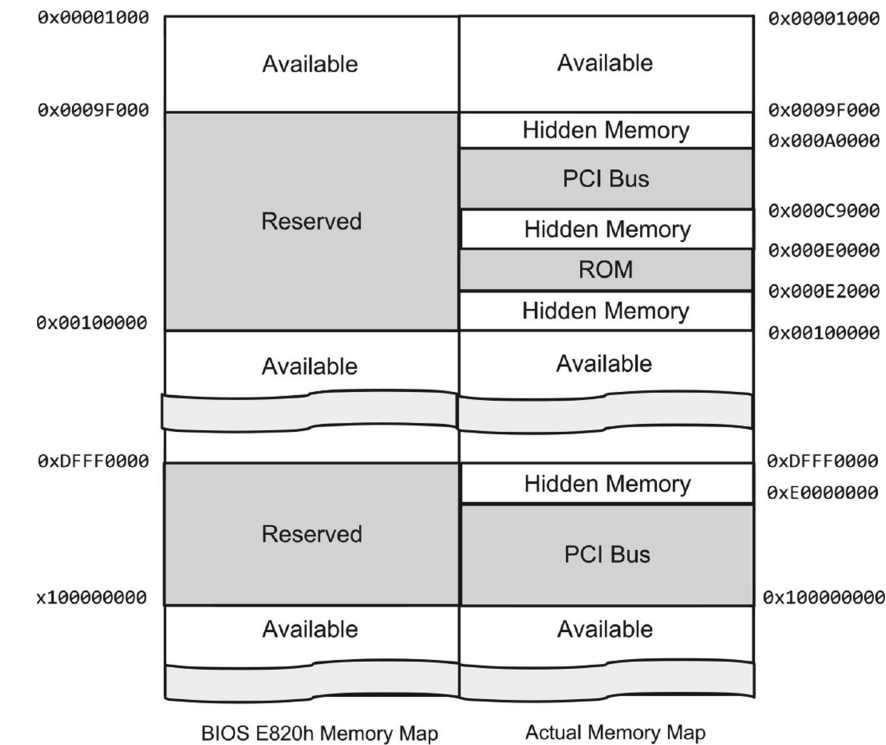 0x00001000 0x00001000
Available Available
0x0009F000 0x0009F000
Hidden Memory
0x000A0000
PCI Bus
0x000C9000
Reserved Hidden Memory
0x000E0000
ROM
0x000E2000
Hidden Memory
0x00100000 0x00100000
Available Available
0xDFFF0000 0xDFFF0000
Hidden Memory
0xE0000000
Reserved PCI Bus
x100000000 0x100000000
Available Available
BIOS E820h Memory Map Actual Memory Map